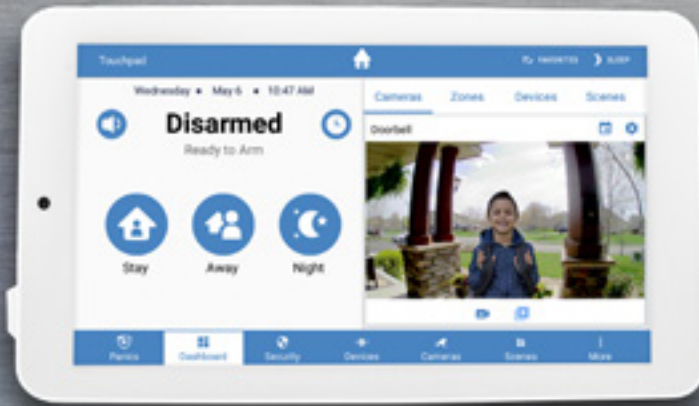 Touchpad
FAVORITES
SLEEP
Wednesday • May 6 • 10:47 AM
Disarmed
Ready to Arm
Stay
Away
Night
Cameras Zones Devices Scenes
Doorbell
Panics Dashboard Security Devices Cameras Scenes More